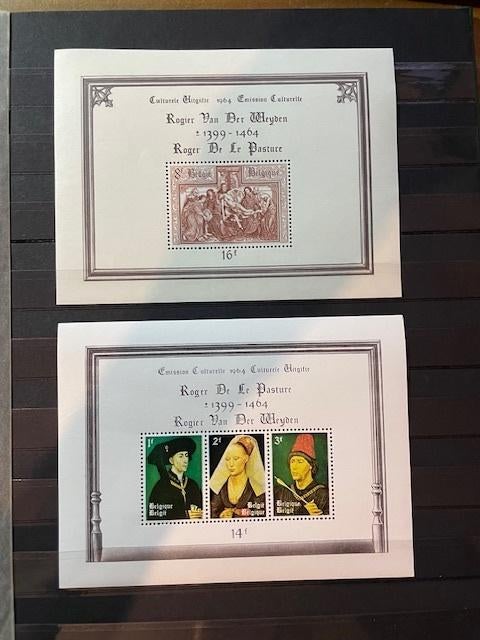 Culturele Uitgifte 1964 Emission Culturelle
Rogier Van Der Weyden
± 1399 - 1464
Roger De Le Pasture
8F België Belgique
16 f
Emission Culturelle 1964 Culturele Uitgifte
Roger De Le Pasture
± 1399 - 1464
Rogier Van Der Weyden
1F 2F 3F
Belgique Belgique
België België
Belgique
België
14 f